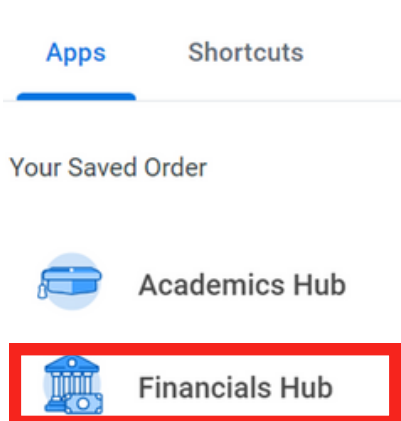 Apps Shortcuts
Your Saved Order
Academics Hub
Financials Hub